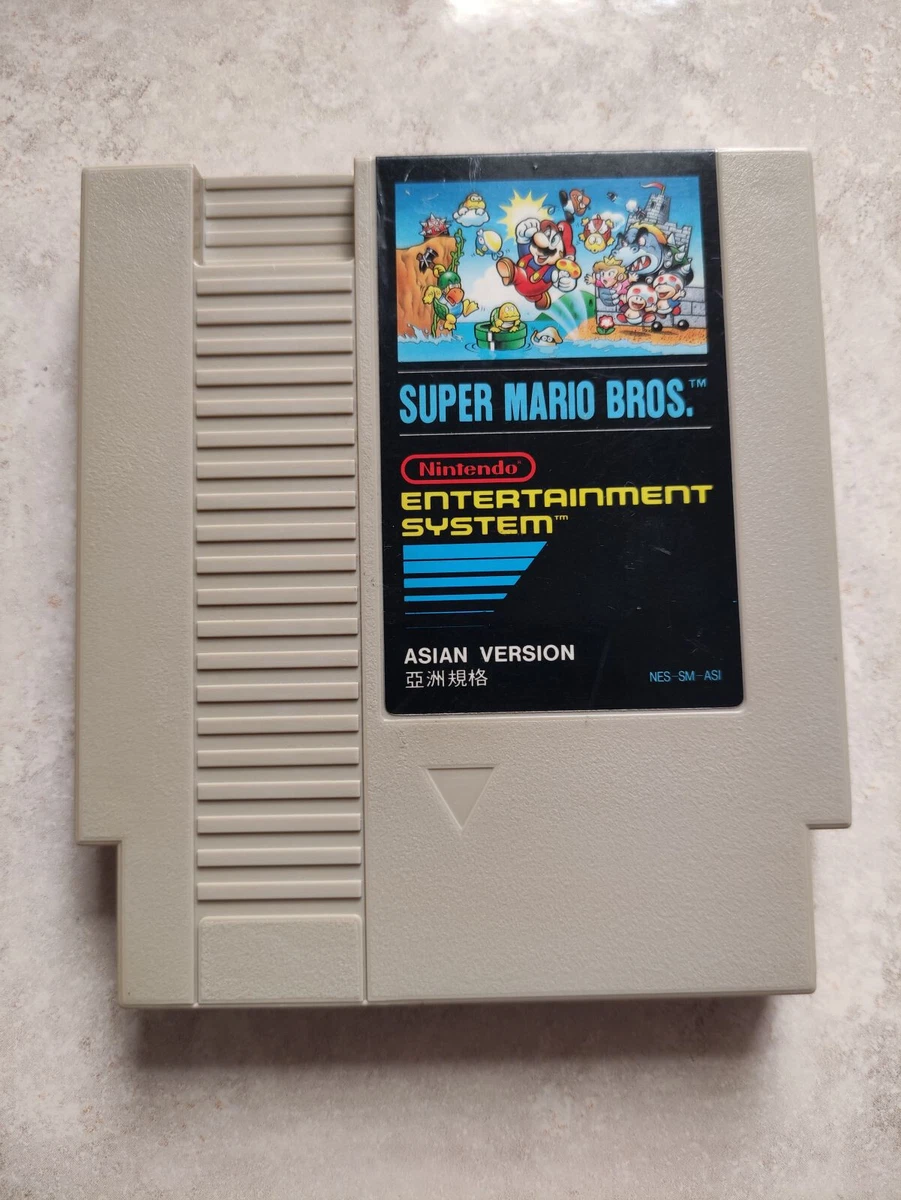 SUPER MARIO BROS.™
Nintendo®
ENTERTAINMENT
SYSTEM™
ASIAN VERSION
亞洲規格
NES-SM-ASI